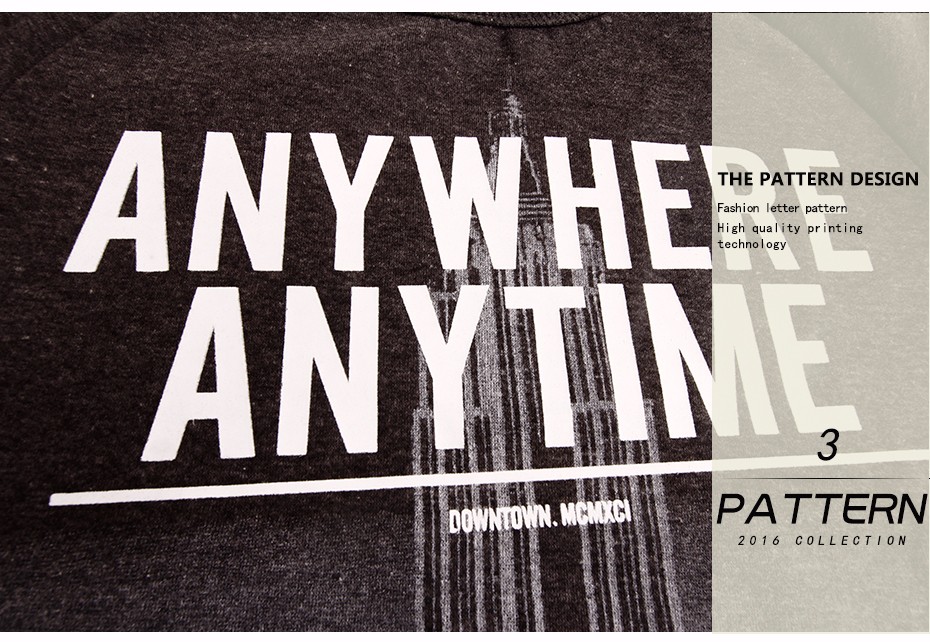 ANYWHERE
ANYTIME
DOWNTOWN. MCMXCI
THE PATTERN DESIGN
Fashion letter pattern
High quality printing
technology
3
PATTERN
2016 COLLECTION